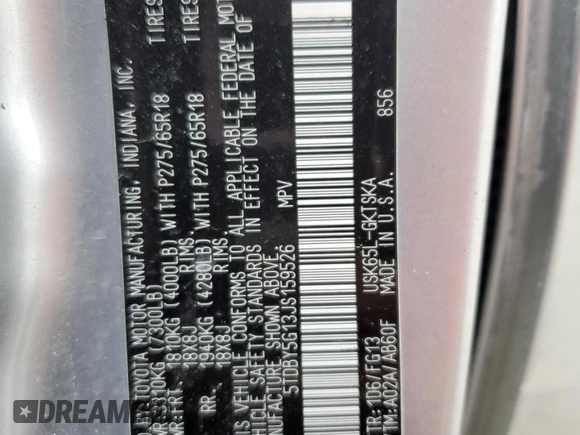 TOYOTA MOTOR MANUFACTURING, INDIANA, INC.
3310KG (7300LB)
1810KG (4000LB) WITH P275/65R18 TIRES
18X8J RIMS
RR. 1940KG (4280LB) WITH P275/65R18 TIRES
18X8J RIMS
VEHICLE CONFORMS TO ALL APPLICABLE FEDERAL
VEHICLE SAFETY STANDARDS IN EFFECT ON THE DATE OF
SHOWN ABOVE.
5TDBY5G13JS159526 MPV
USK65L-GKTSKA 856
TR:1D6/FG13
TM:A02A/AB60F MADE IN U.S.A.
DREAM